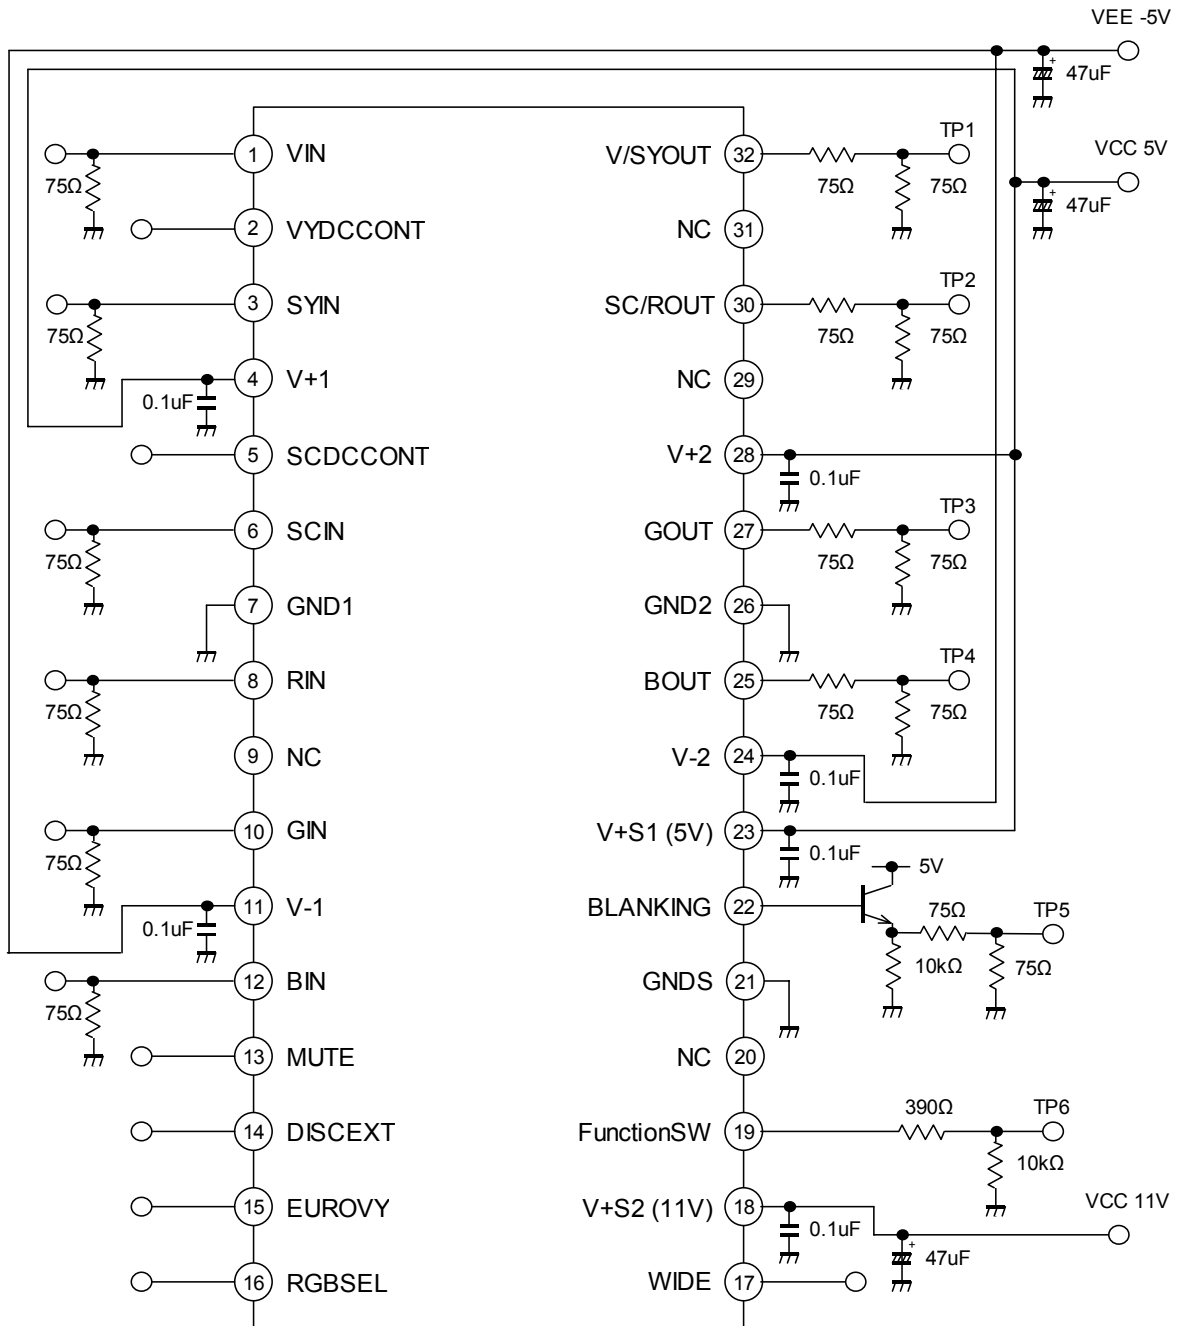 VEE -5V
+
47uF
VCC 5V
+
47uF
1 VIN
75Ω
V/SYOUT 32
75Ω
75Ω
TP1
2 VYDCCONT
NC 31
3 SYIN
75Ω
SC/ROUT 30
75Ω
75Ω
TP2
4 V+1
0.1uF
NC 29
5 SCDCCONT
V+2 28
0.1uF
6 SCIN
75Ω
GOUT 27
75Ω
75Ω
TP3
7 GND1
GND2 26
8 RIN
75Ω
BOUT 25
75Ω
75Ω
TP4
9 NC
V-2 24
0.1uF
10 GIN
75Ω
V+S1 (5V) 23
0.1uF
5V
11 V-1
0.1uF
BLANKING 22
75Ω
TP5
10kΩ
75Ω
12 BIN
75Ω
GNDS 21
13 MUTE
NC 20
14 DISCEXT
FunctionSW 19
390Ω
TP6
10kΩ
15 EUROVY
V+S2 (11V) 18
0.1uF
+
47uF
VCC 11V
16 RGBSEL
WIDE 17